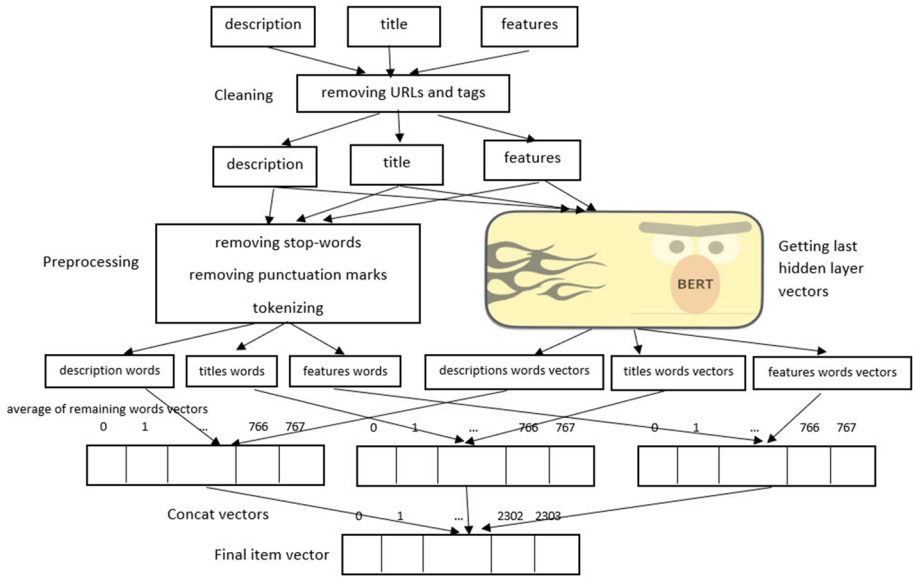 description title features
Cleaning removing URLs and tags
description title features
removing stop-words
Preprocessing removing punctuation marks
tokenizing
BERT
Getting last
hidden layer
vectors
description words titles words features words descriptions words vectors titles words vectors features words vectors
average of remaining words vectors
0 1 ... 766 767 0 1 ... 766 767 0 1 ... 766 767
Concat vectors 0 1 ... 2302 2303
Final item vector